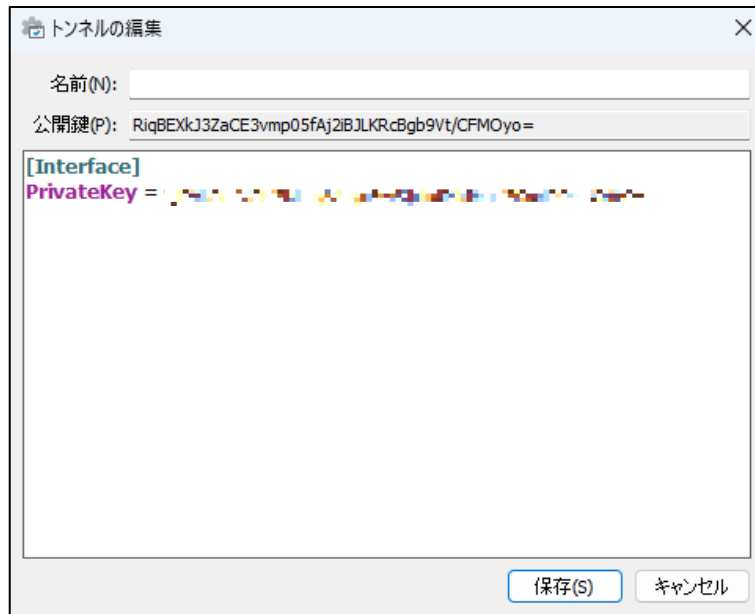 トンネルの編集
名前(N):
公開鍵(P): RiqBEXkJ3ZaCE3vmp05fAj2iBJLKRcBgb9Vt/CFMOyo=
[Interface]
PrivateKey =
保存(S) キャンセル